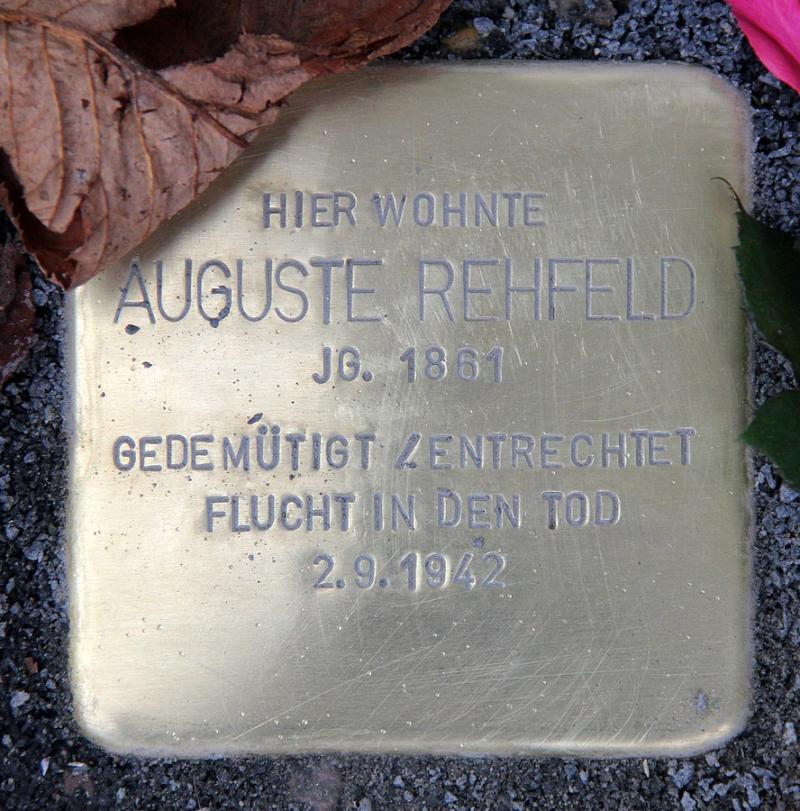 HIER WOHNTE
AUGUSTE REHFELD
JG. 1861
GEDEMÜTIGT / ENTRECHTET
FLUCHT IN DEN TOD
2.9.1942